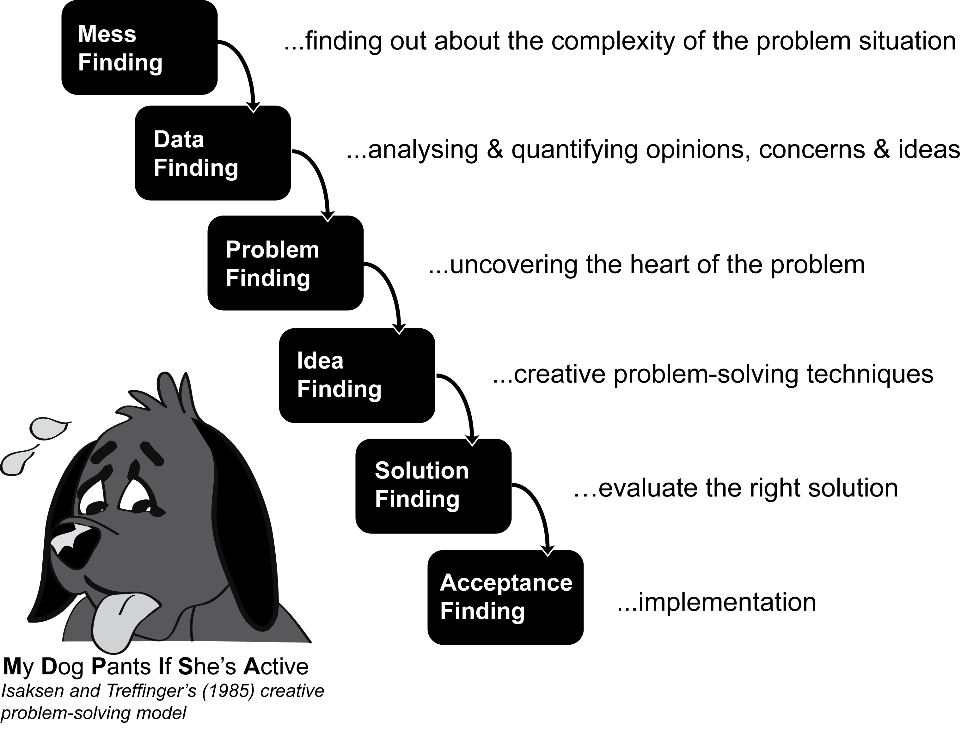 Mess
Finding
...finding out about the complexity of the problem situation
Data
Finding
...analysing & quantifying opinions, concerns & ideas
Problem
Finding
...uncovering the heart of the problem
Idea
Finding
...creative problem-solving techniques
Solution
Finding
…evaluate the right solution
Acceptance
Finding
...implementation
My Dog Pants If She’s Active
Isaksen and Treffinger’s (1985) creative
problem-solving model